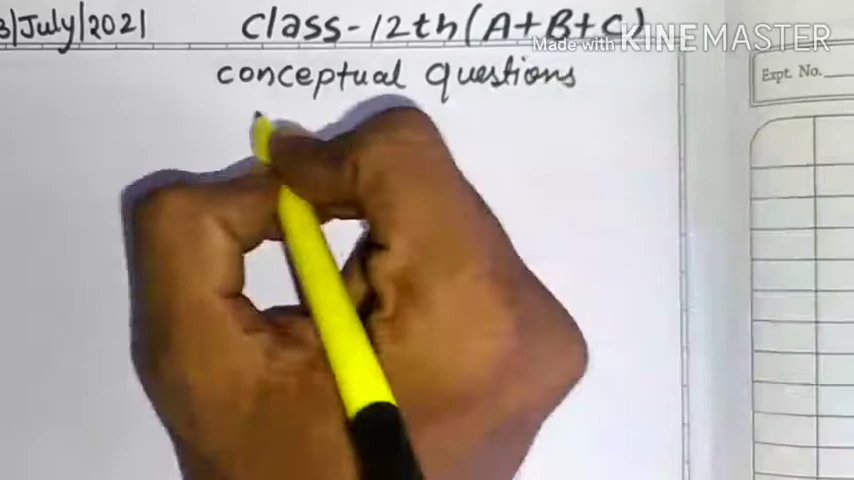 3/July/2021 class-12th (A+B+C)
Made with KINEMASTER
conceptual questions
Expt. No.